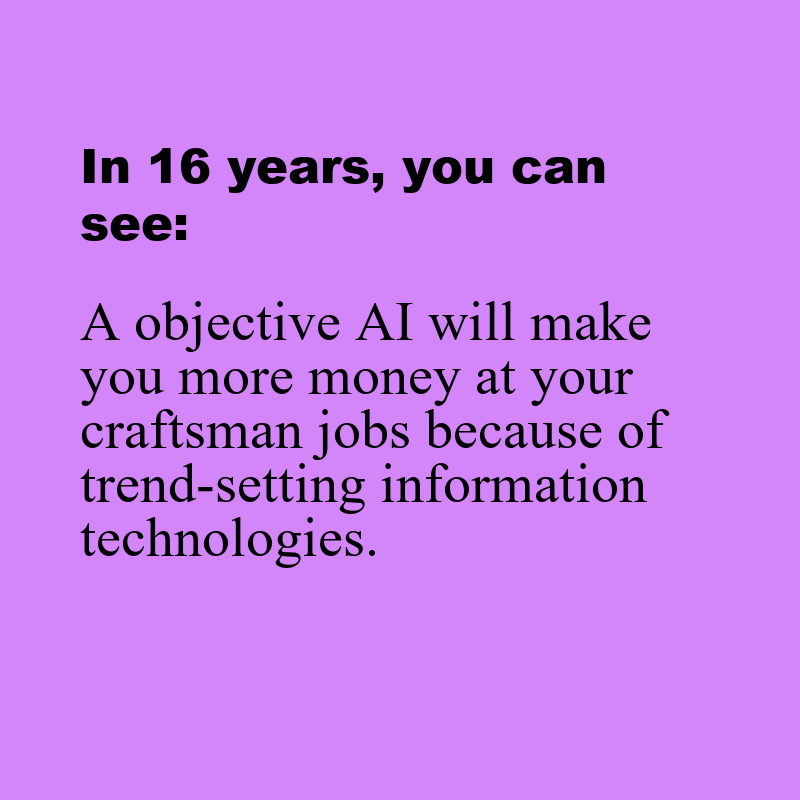 In 16 years, you can
see:
A objective AI will make
you more money at your
craftsman jobs because of
trend-setting information
technologies.